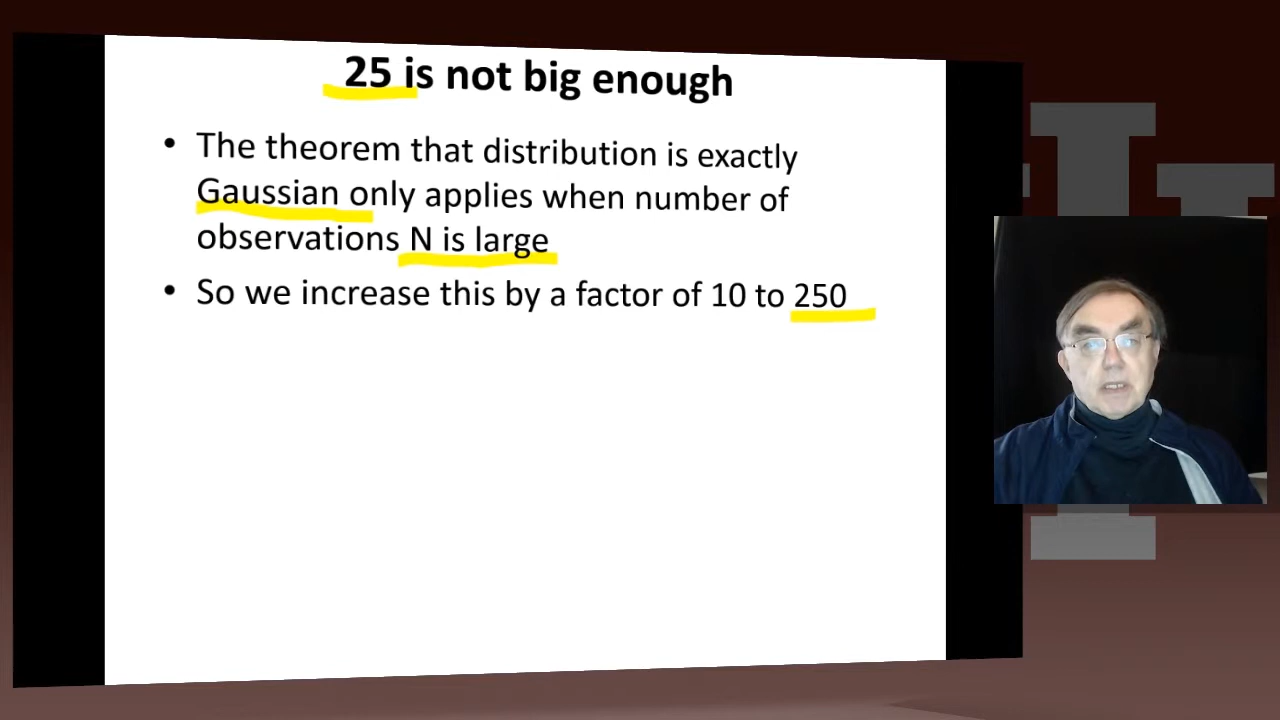 25 is not big enough
• The theorem that distribution is exactly
Gaussian only applies when number of
observations N is large
• So we increase this by a factor of 10 to 250